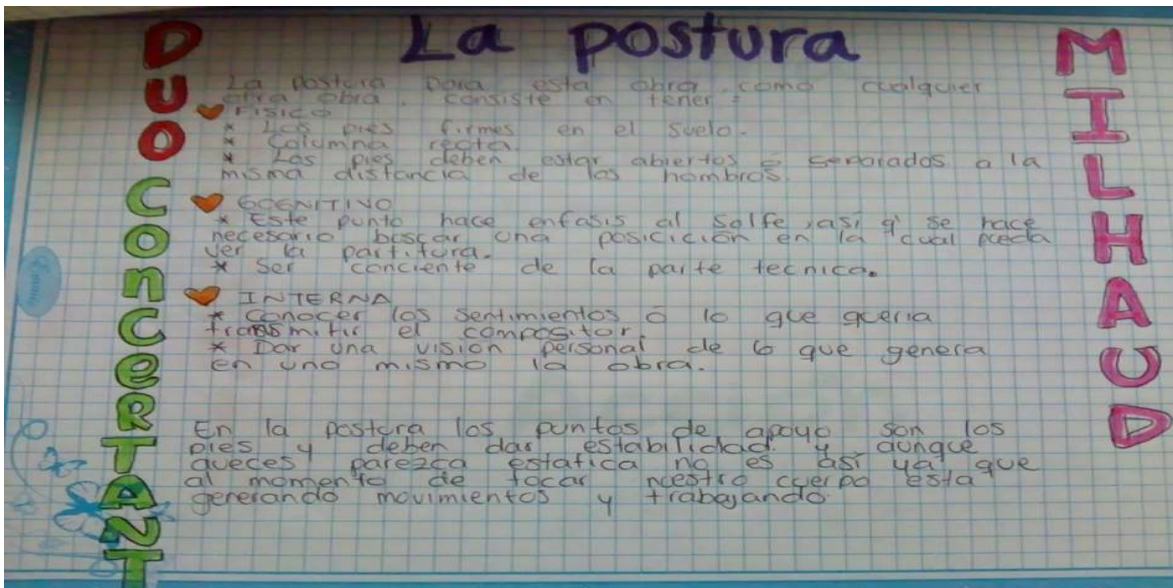 La postura
DUO
CONCERTANT
MILHAUD
La postura para esta obra como cualquier
otra obra consiste en tener:
FISICO
* Los pies firmes en el suelo.
* Columna recta.
* Los pies deben estar abiertos ó separados a la
misma distancia de los hombros.
COGNITIVO
* Este punto hace enfasis al solfe, así q' se hace
necesario buscar una posicición en la cual pueda
ver la partitura.
* Ser conciente de la parte tecnica.
INTERNA
* Conocer los sentimientos ó lo que queria
transmitir el compositor.
* Dar una visión personal de lo que genera
en uno mismo la obra.
En la postura los puntos de apoyo son los
pies y deben dar estabilidad y aunque
aveces parezca estatica no es así ya que
al momento de tocar nuestro cuerpo esta
generando movimientos y trabajando.